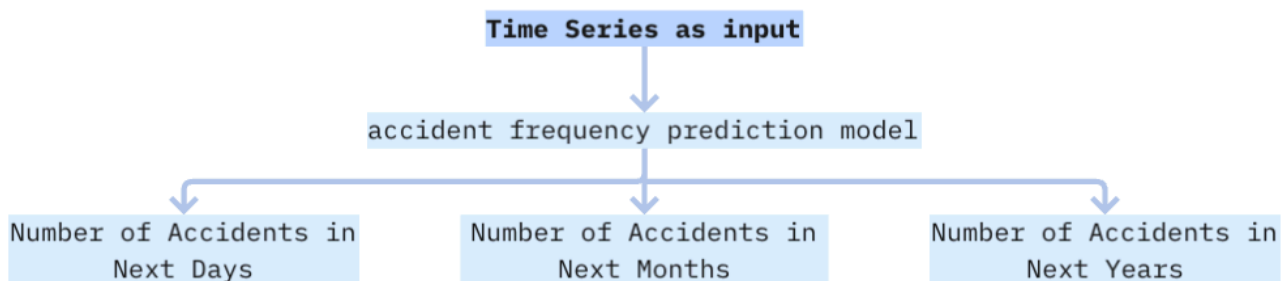 Time Series as input
accident frequency prediction model
Number of Accidents in
Next Days
Number of Accidents in
Next Months
Number of Accidents in
Next Years